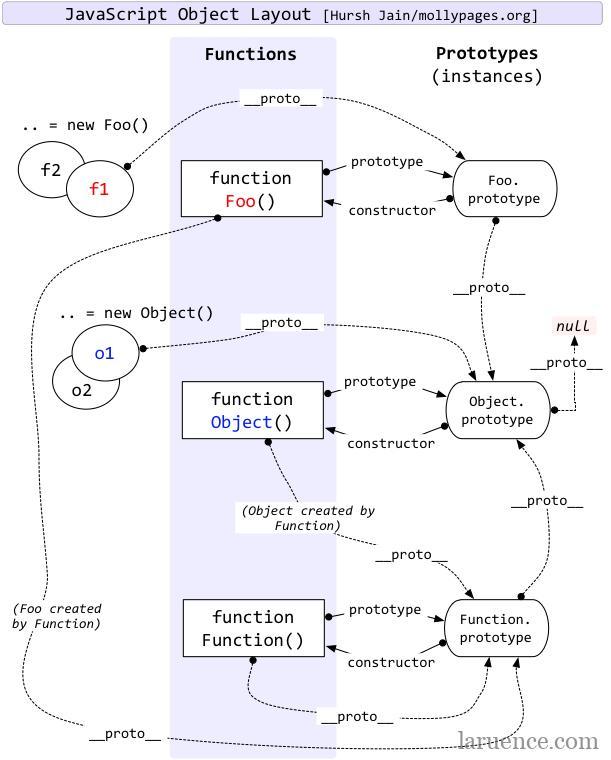 JavaScript Object Layout [Hursh Jain/mollypages.org]
Functions
Prototypes
(instances)
__proto__
.. = new Foo()
f2
f1
function
Foo()
prototype
constructor
Foo.
prototype
__proto__
.. = new Object()
o1
o2
__proto__
null
__proto__
function
Object()
prototype
constructor
Object.
prototype
(Object created by
Function)
__proto__
__proto__
(Foo created
by Function)
function
Function()
prototype
constructor
Function.
prototype
__proto__
__proto__
laruence.com